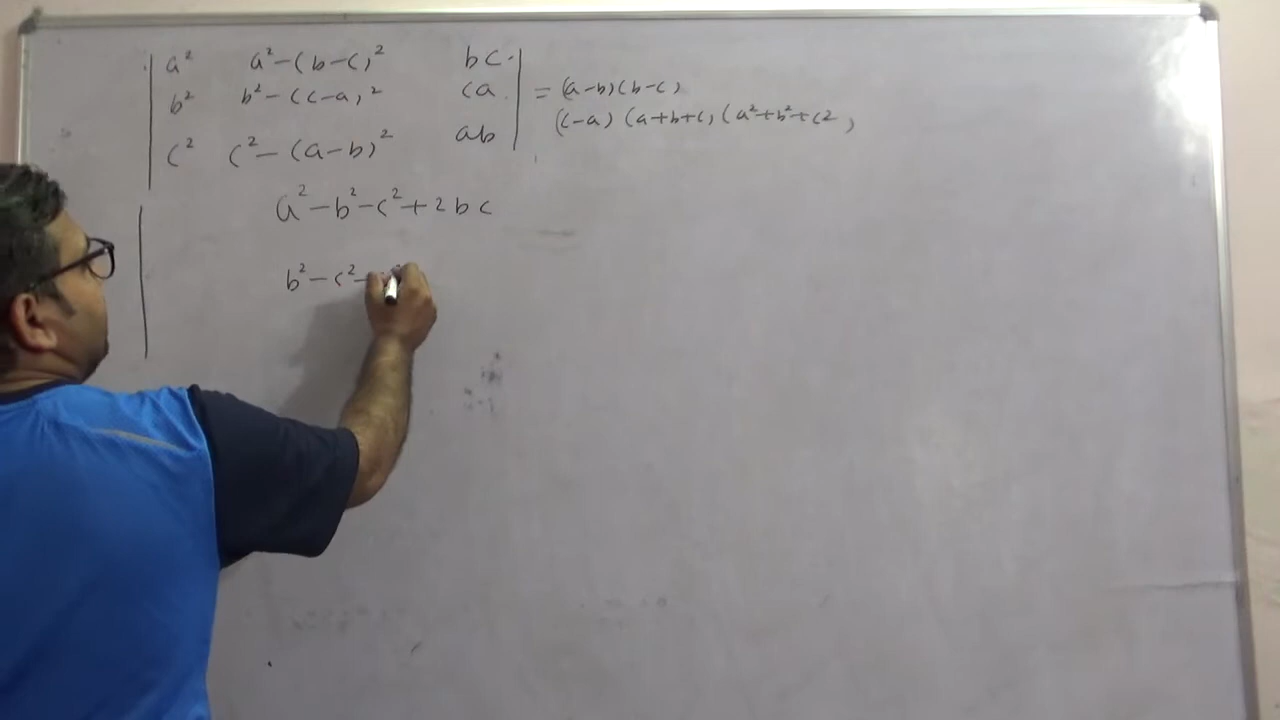 | a² a²-(b-c)² bc |
| b² b²-(c-a)² ca | = (a-b)(b-c)
(c-a) (a+b+c) (a²+b²+c²)
| c² c²-(a-b)² ab |
a²-b²-c²+2bc
b²-c²-